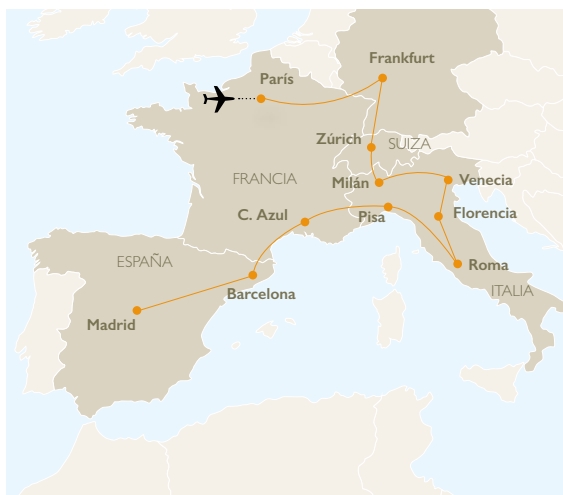 Frankfurt
París
Zúrich
SUIZA
FRANCIA
Milán
Venecia
C. Azul
Pisa
Florencia
ESPAÑA
Roma
Barcelona
ITALIA
Madrid